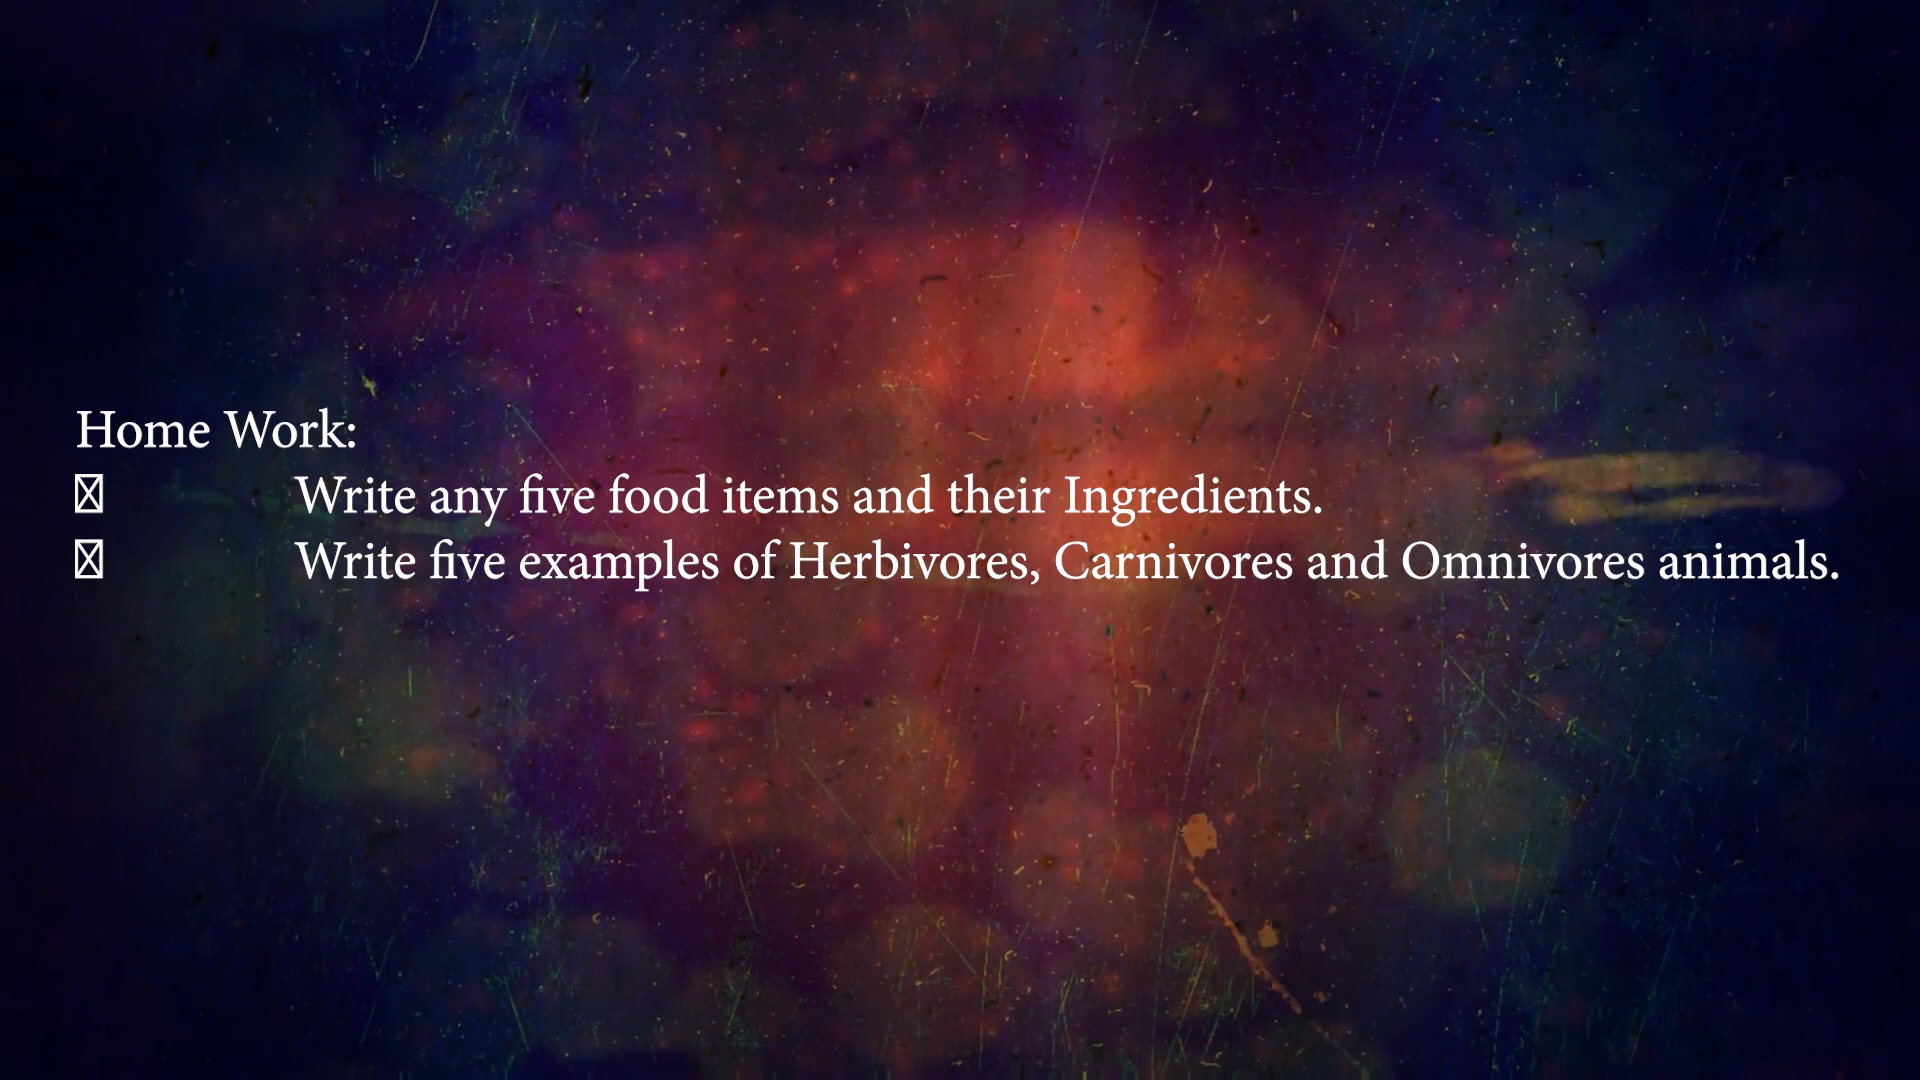 Home Work:
Write any five food items and their Ingredients.
Write five examples of Herbivores, Carnivores and Omnivores animals.